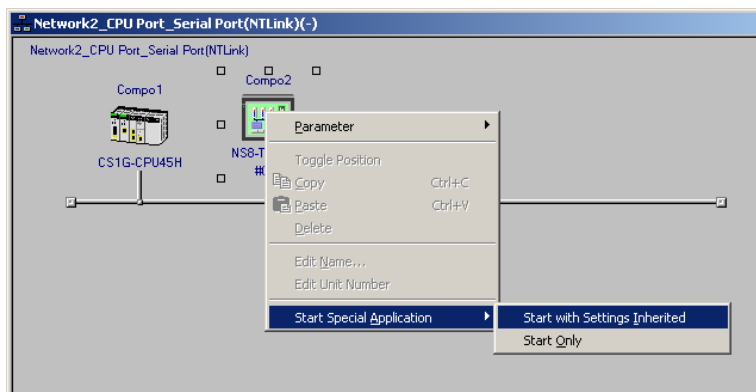 Network2_CPU Port_Serial Port(NTLink)(-)
Network2_CPU Port_Serial Port(NTLink)
Compo1
Compo2
CS1G-CPU45H
NS8-T
Parameter
Toggle Position
Copy Ctrl+C
Paste Ctrl+V
Delete
Edit Name...
Edit Unit Number
Start Special Application
Start with Settings Inherited
Start Only